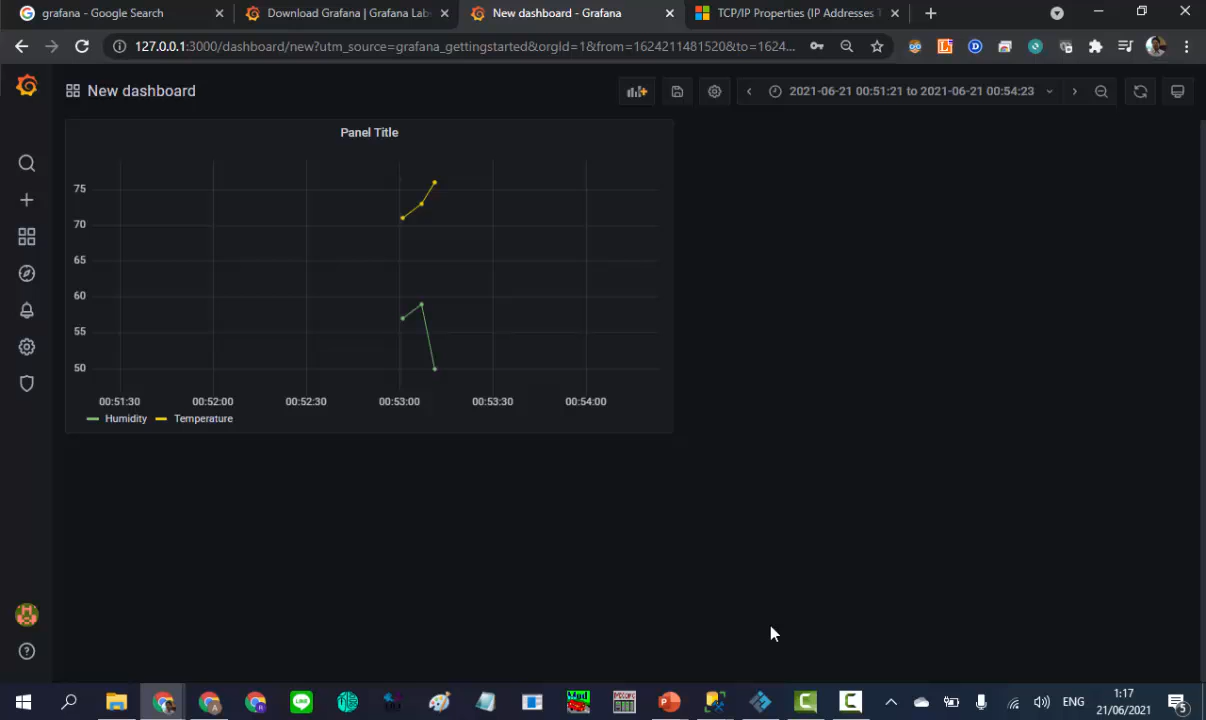 grafana - Google Search
Download Grafana | Grafana Labs
New dashboard - Grafana
TCP/IP Properties (IP Addresses T
127.0.0.1:3000/dashboard/new?utm_source=grafana_gettingstarted&orgId=1&from=1624211481520&to=1624...
New dashboard
2021-06-21 00:51:21 to 2021-06-21 00:54:23
Panel Title
75
70
65
60
55
50
00:51:30 00:52:00 00:52:30 00:53:00 00:53:30 00:54:00
Humidity Temperature
LINE
ENG
1:17
21/06/2021
5